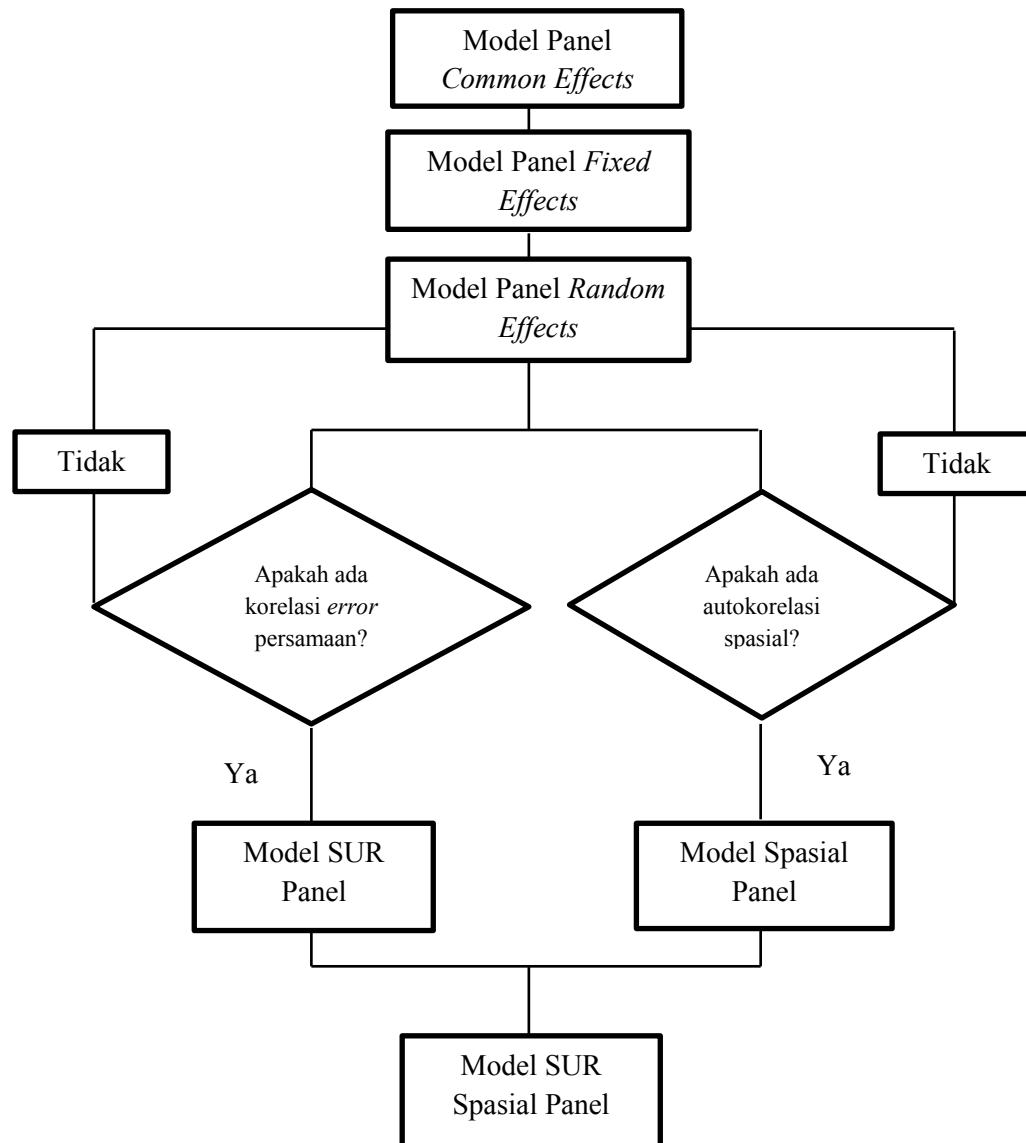 Model Panel
Common Effects
Model Panel Fixed
Effects
Model Panel Random
Effects
Tidak
Tidak
Apakah ada
korelasi error
persamaan?
Apakah ada
autokorelasi
spasial?
Ya
Ya
Model SUR
Panel
Model Spasial
Panel
Model SUR
Spasial Panel